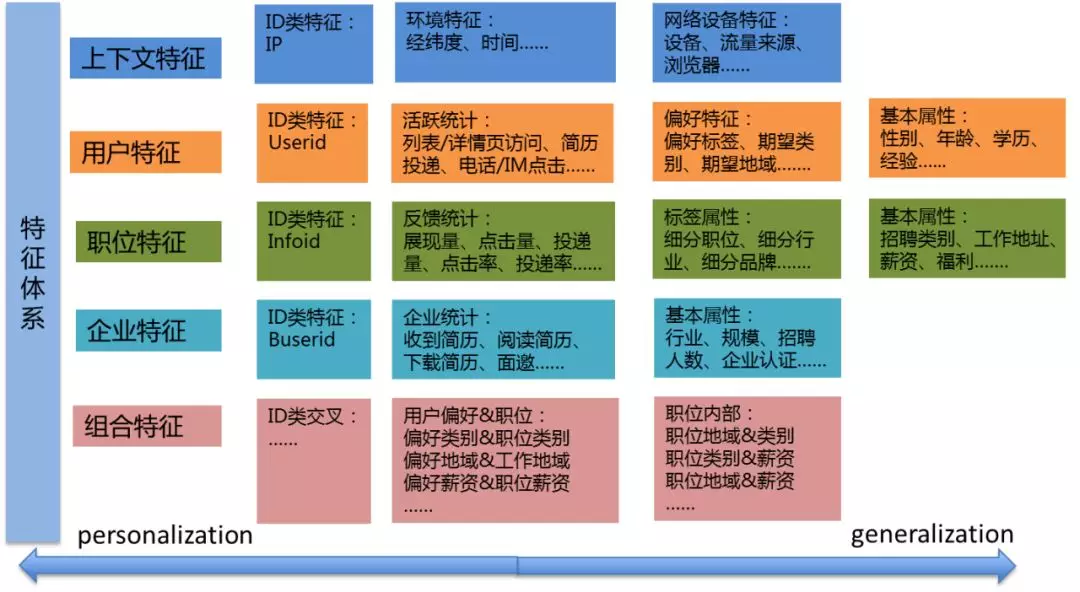 特征体系
上下文特征
ID类特征：
IP
环境特征：
经纬度、时间......
网络设备特征：
设备、流量来源、
浏览器......
用户特征
ID类特征：
Userid
活跃统计：
列表/详情页访问、简历
投递、电话/IM点击......
偏好特征：
偏好标签、期望类
别、期望地域.......
基本属性：
性别、年龄、学历、
经验......
职位特征
ID类特征：
Infoid
反馈统计：
展现量、点击量、投递
量、点击率、投递率......
标签属性：
细分职位、细分行
业、细分品牌.......
基本属性：
招聘类别、工作地址、
薪资、福利.......
企业特征
ID类特征：
Buserid
企业统计：
收到简历、阅读简历、
下载简历、面邀......
基本属性：
行业、规模、招聘
人数、企业认证......
组合特征
ID类交叉：
......
用户偏好&职位：
偏好类别&职位类别
偏好地域&工作地域
偏好薪资&职位薪资
......
职位内部：
职位地域&类别
职位类别&薪资
职位地域&薪资
......
personalization
generalization